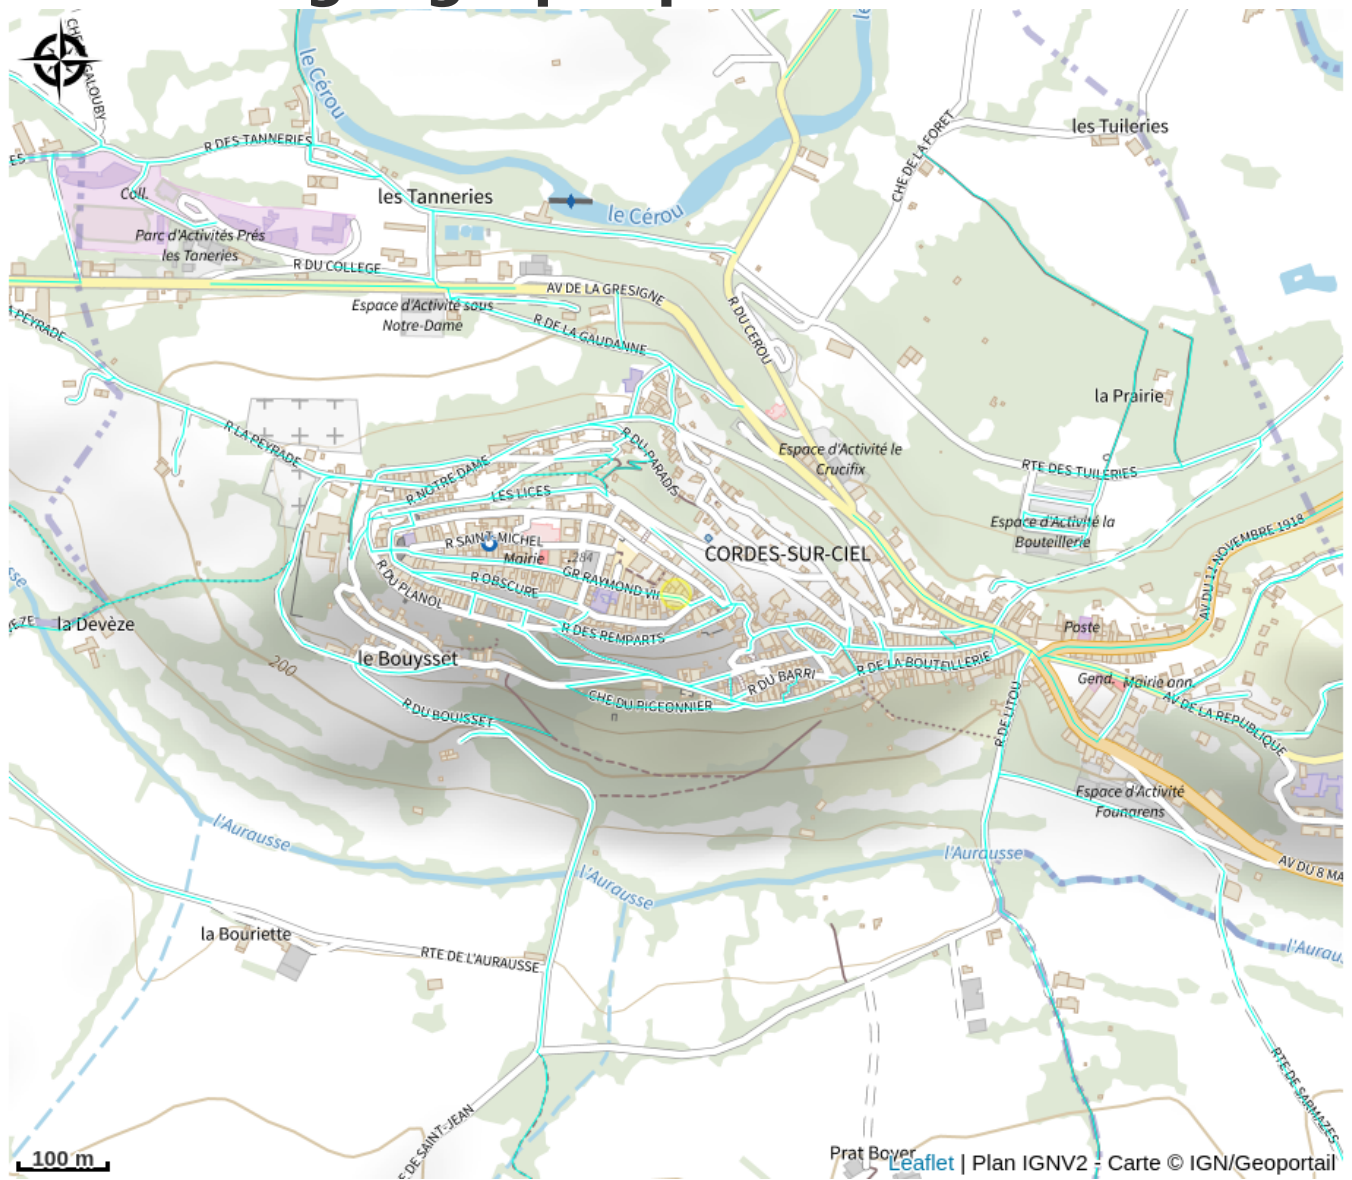 le Cérou
R DES TANNERIES
les Tuileries
CHE DE LA FORET
Coll.
les Tanneries
le Cérou
Parc d'Activités Prés
les Taneries
R DU COLLEGE
AV DE LA GRESIGNE
Espace d'Activité sous
Notre-Dame
R DE LA GAUDANNE
R DU CEROU
la Prairie
R LA PEYRADE
R DU PARADIS
Espace d'Activité le
Crucifix
R NOTRE DAME
RTE DES TUILERIES
LES LICES
Espace d'Activité la
Bouteillerie
AV DU 11 NOVEMBRE 1918
R SAINT-MICHEL
Mairie
284
CORDES-SUR-CIEL
GR RAYMOND VII
R OBSCURE
R DU PLANOL
la Devèze
R DES REMPARTS
Poste
le Bouysset
200
R DE LA BOUTEILLERIE
R DU BARRI
Gend.
Mairie ann.
CHE DU PIGEONNIER
R DU BOUISSET
R DE LITOU
AV DE LA REPUBLIQUE
Espace d'Activité
Founarens
l'Aurausse
l'Aurausse
l'Aurausse
AV DU 8 MA
la Bouriette
RTE DE L'AURAUSSE
l'Aurau
RTE DE SARMAZES
E DE SAINT-JEAN
Prat Boyer
100 m
Leaflet | Plan IGNV2 - Carte © IGN/Geoportail